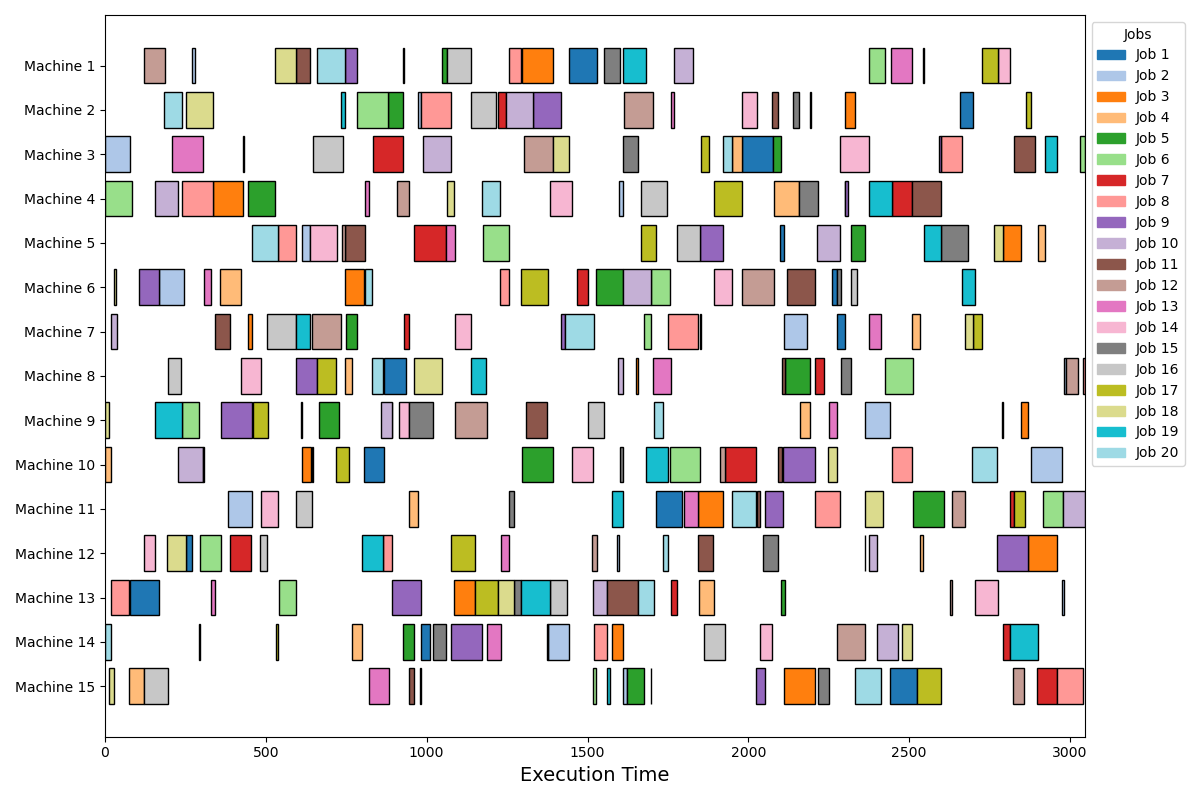 Machine 1
Machine 2
Machine 3
Machine 4
Machine 5
Machine 6
Machine 7
Machine 8
Machine 9
Machine 10
Machine 11
Machine 12
Machine 13
Machine 14
Machine 15
0 500 1000 1500 2000 2500 3000
Execution Time
Jobs
Job 1
Job 2
Job 3
Job 4
Job 5
Job 6
Job 7
Job 8
Job 9
Job 10
Job 11
Job 12
Job 13
Job 14
Job 15
Job 16
Job 17
Job 18
Job 19
Job 20